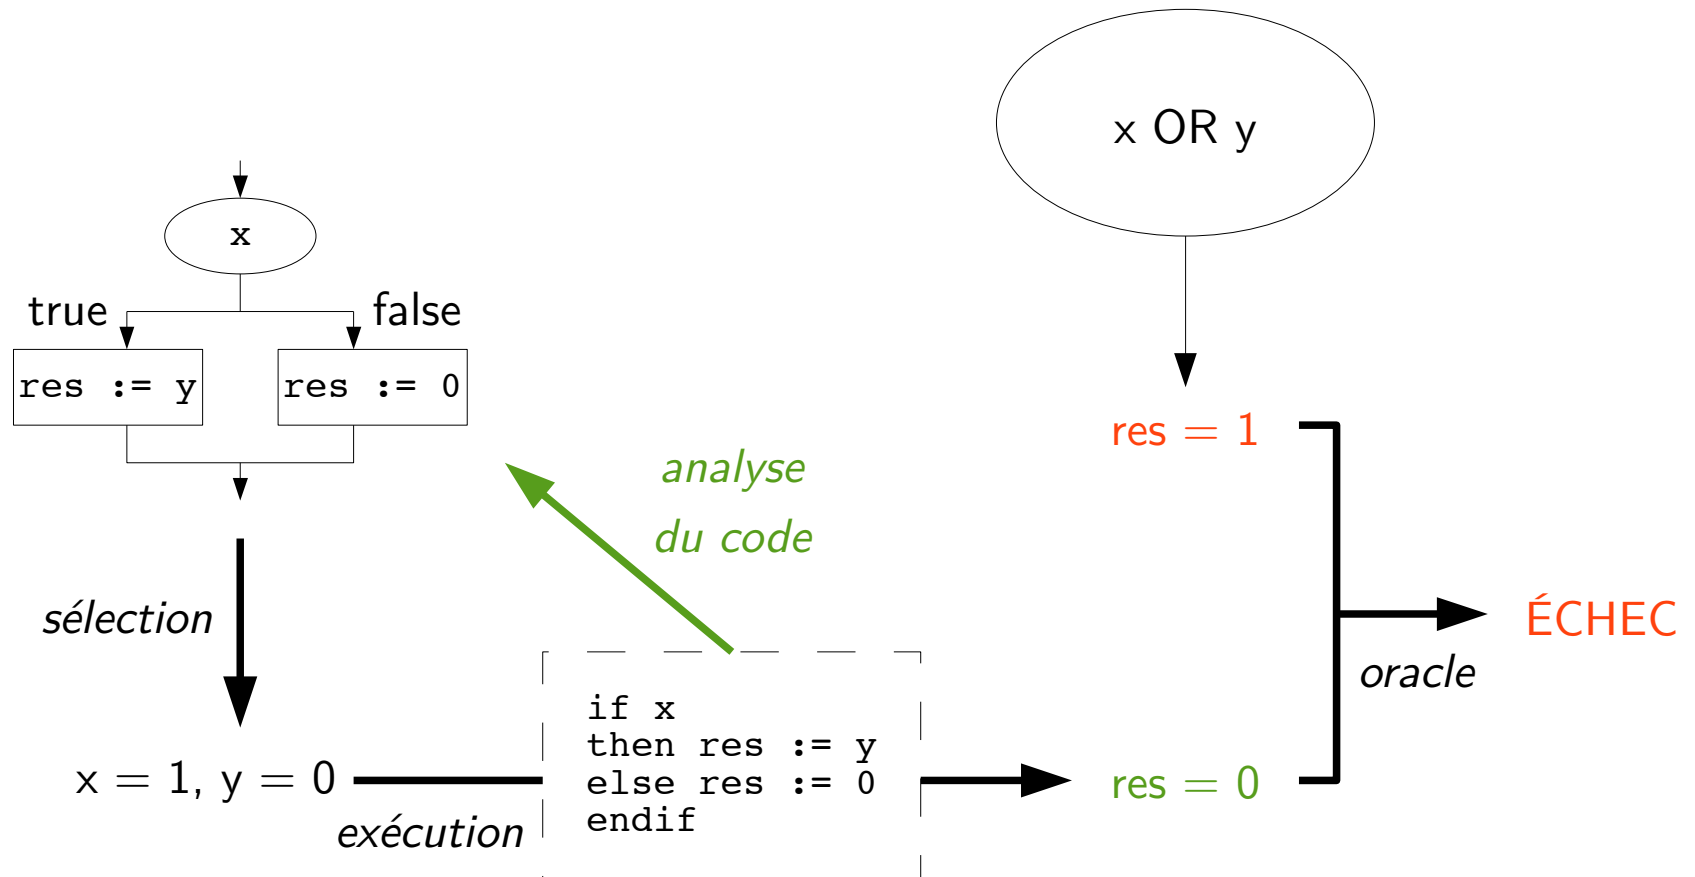 x OR y
x
true
false
res := y
res := 0
res = 1
analyse
du code
sélection
ÉCHEC
oracle
if x
then res := y
else res := 0
endif
x = 1, y = 0
res = 0
exécution